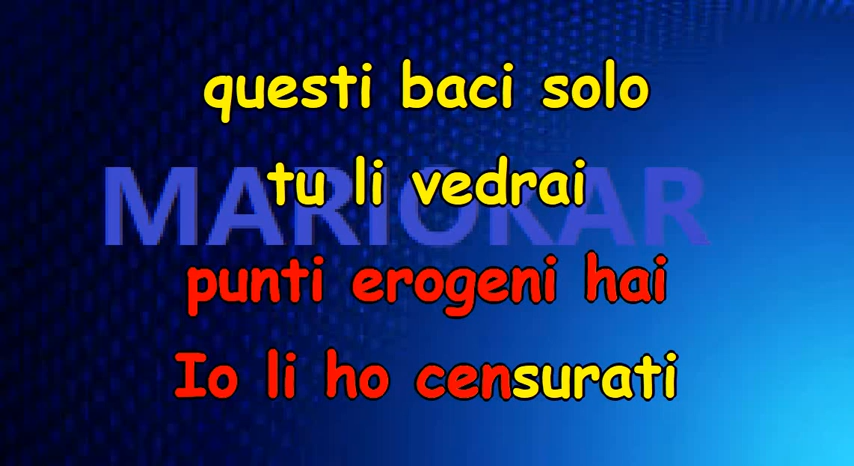 questi baci solo
tu li vedrai
MARIOKAR
punti erogeni hai
Io li ho censurati